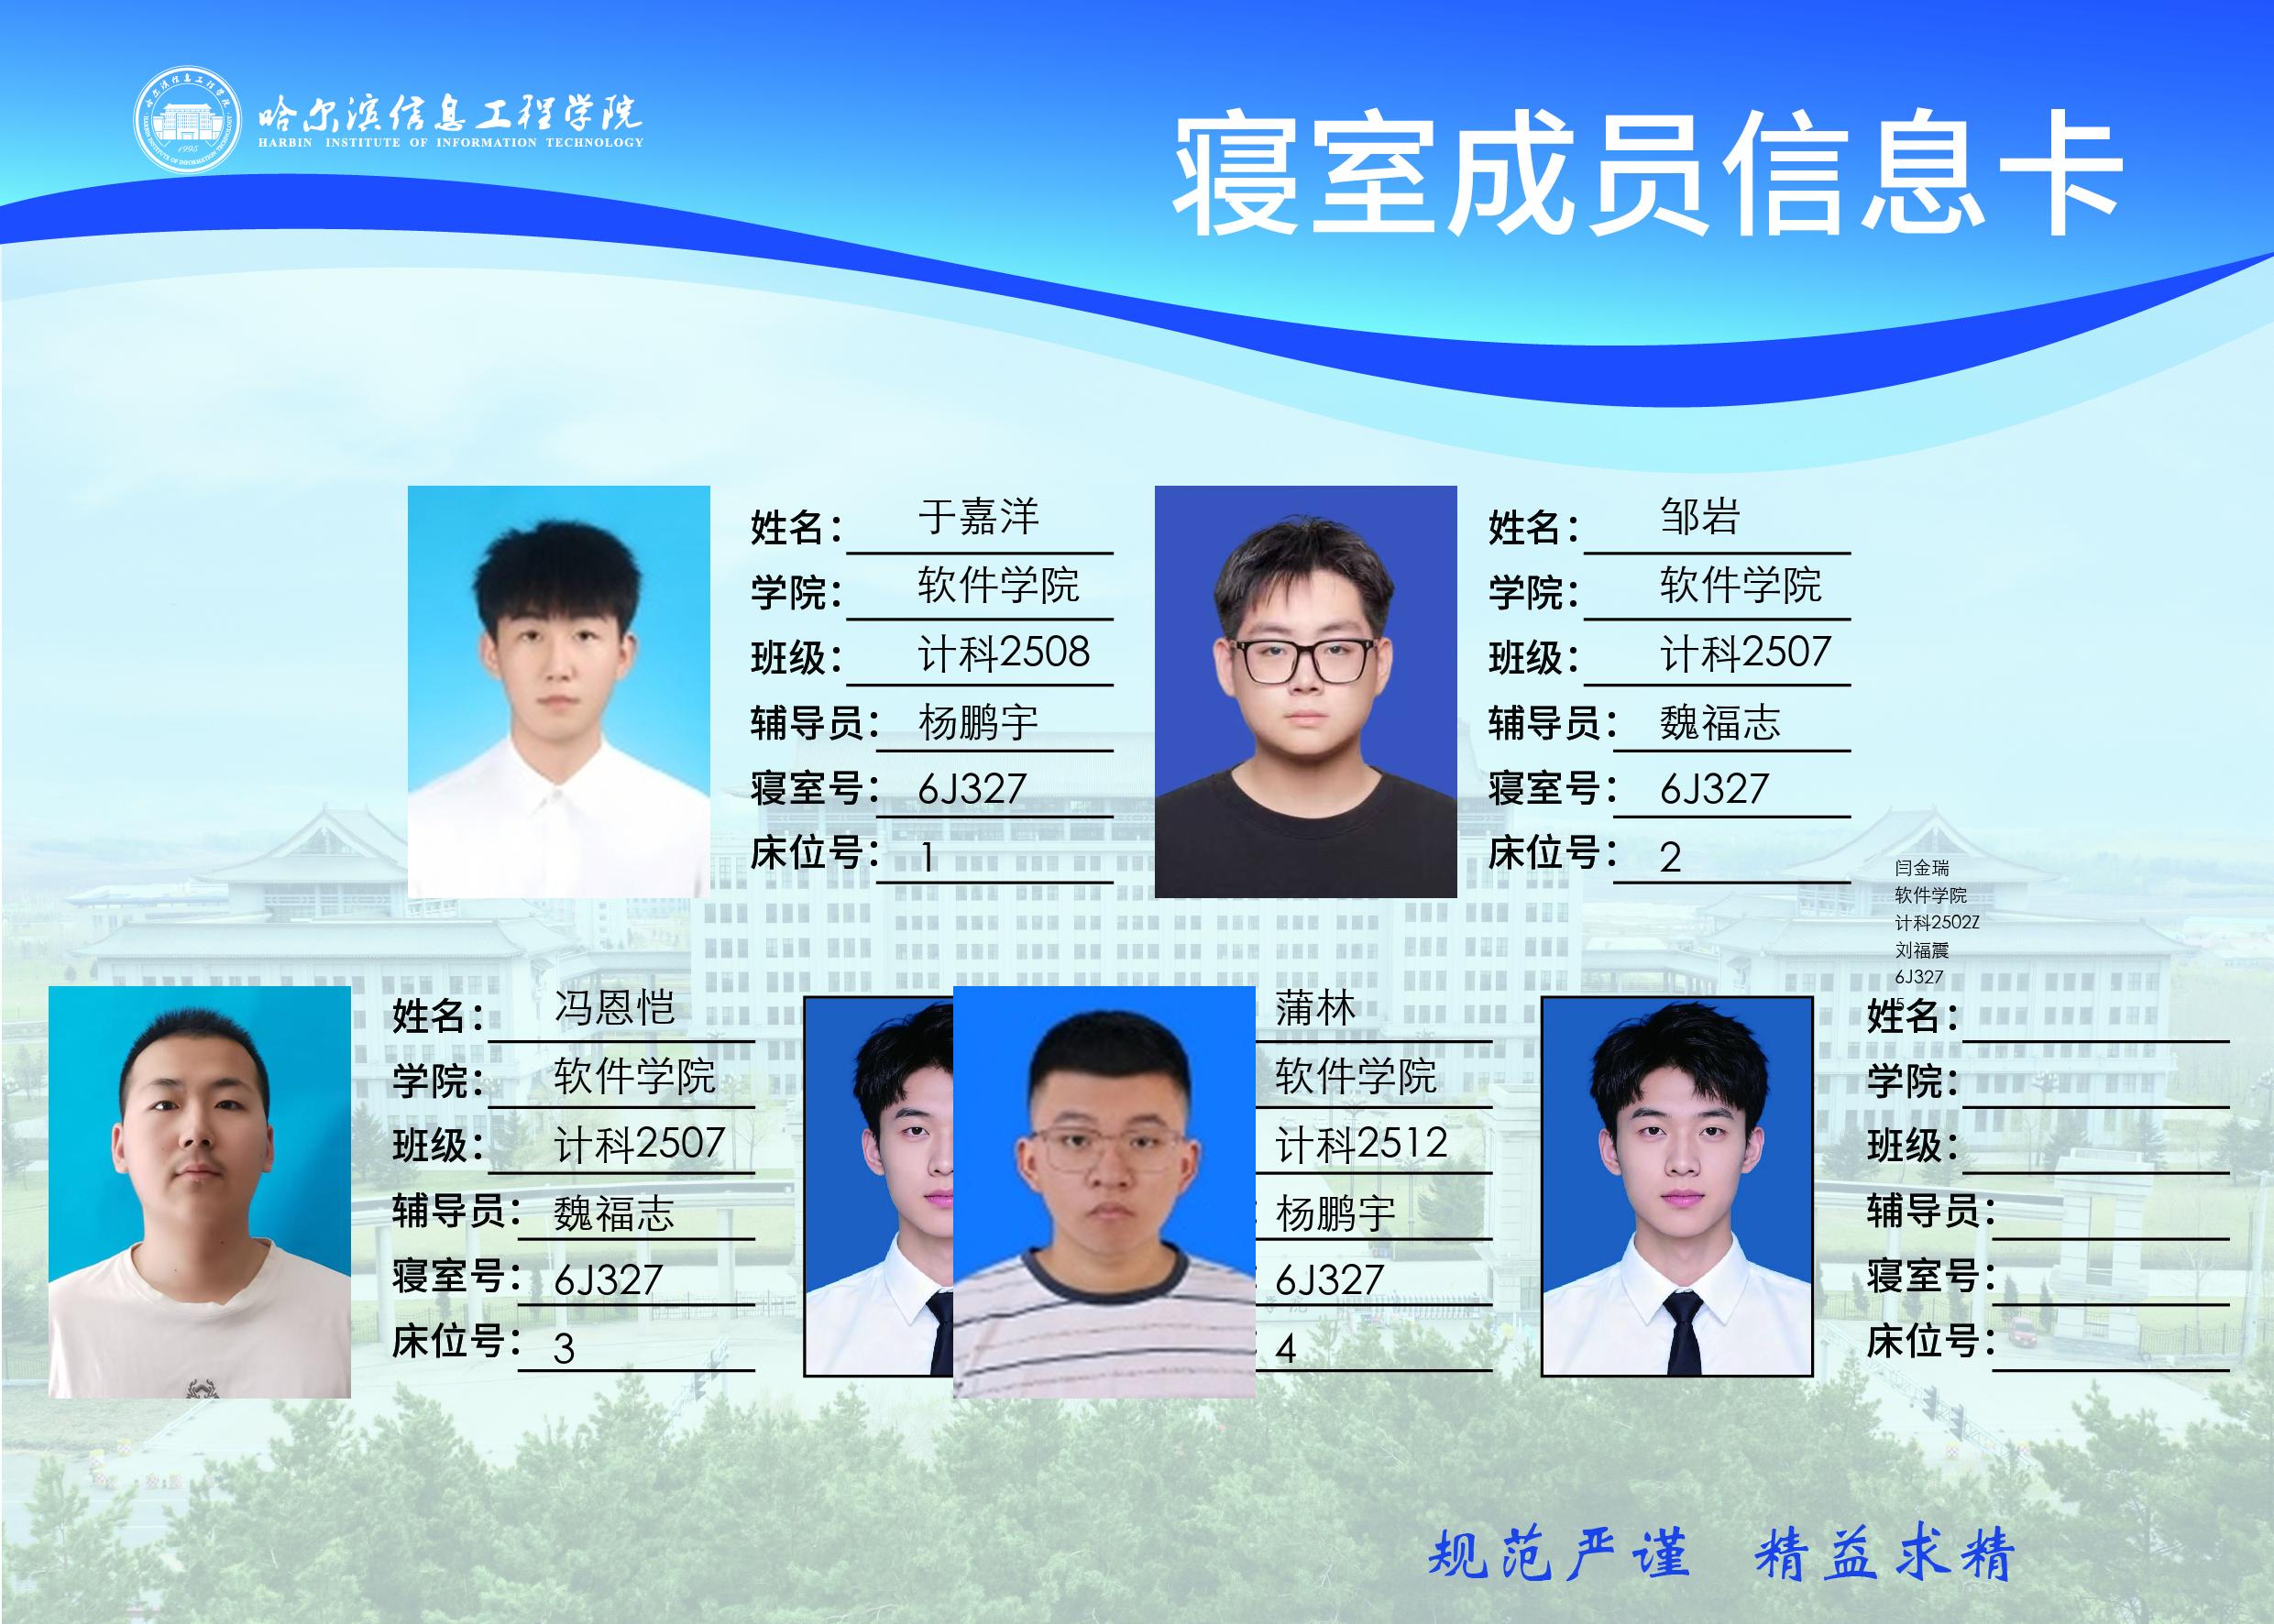 哈尔滨信息工程学院
HARBIN INSTITUTE OF INFORMATION TECHNOLOGY
1995
寝室成员信息卡
姓名： 于嘉洋
学院： 软件学院
班级： 计科2508
辅导员： 杨鹏宇
寝室号： 6J327
床位号： 1
姓名： 邹岩
学院： 软件学院
班级： 计科2507
辅导员： 魏福志
寝室号： 6J327
床位号： 2
闫金瑞
软件学院
计科2502Z
刘福震
6J327
5
姓名： 冯恩恺
学院： 软件学院
班级： 计科2507
辅导员： 魏福志
寝室号： 6J327
床位号： 3
蒲林
软件学院
计科2512
杨鹏宇
6J327
4
姓名：
学院：
班级：
辅导员：
寝室号：
床位号：
规范严谨 精益求精